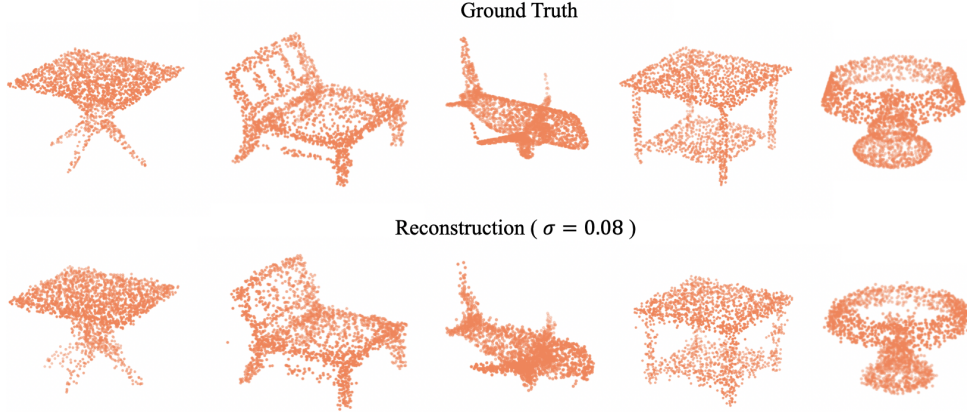 Ground Truth
Reconstruction ( σ = 0.08 )